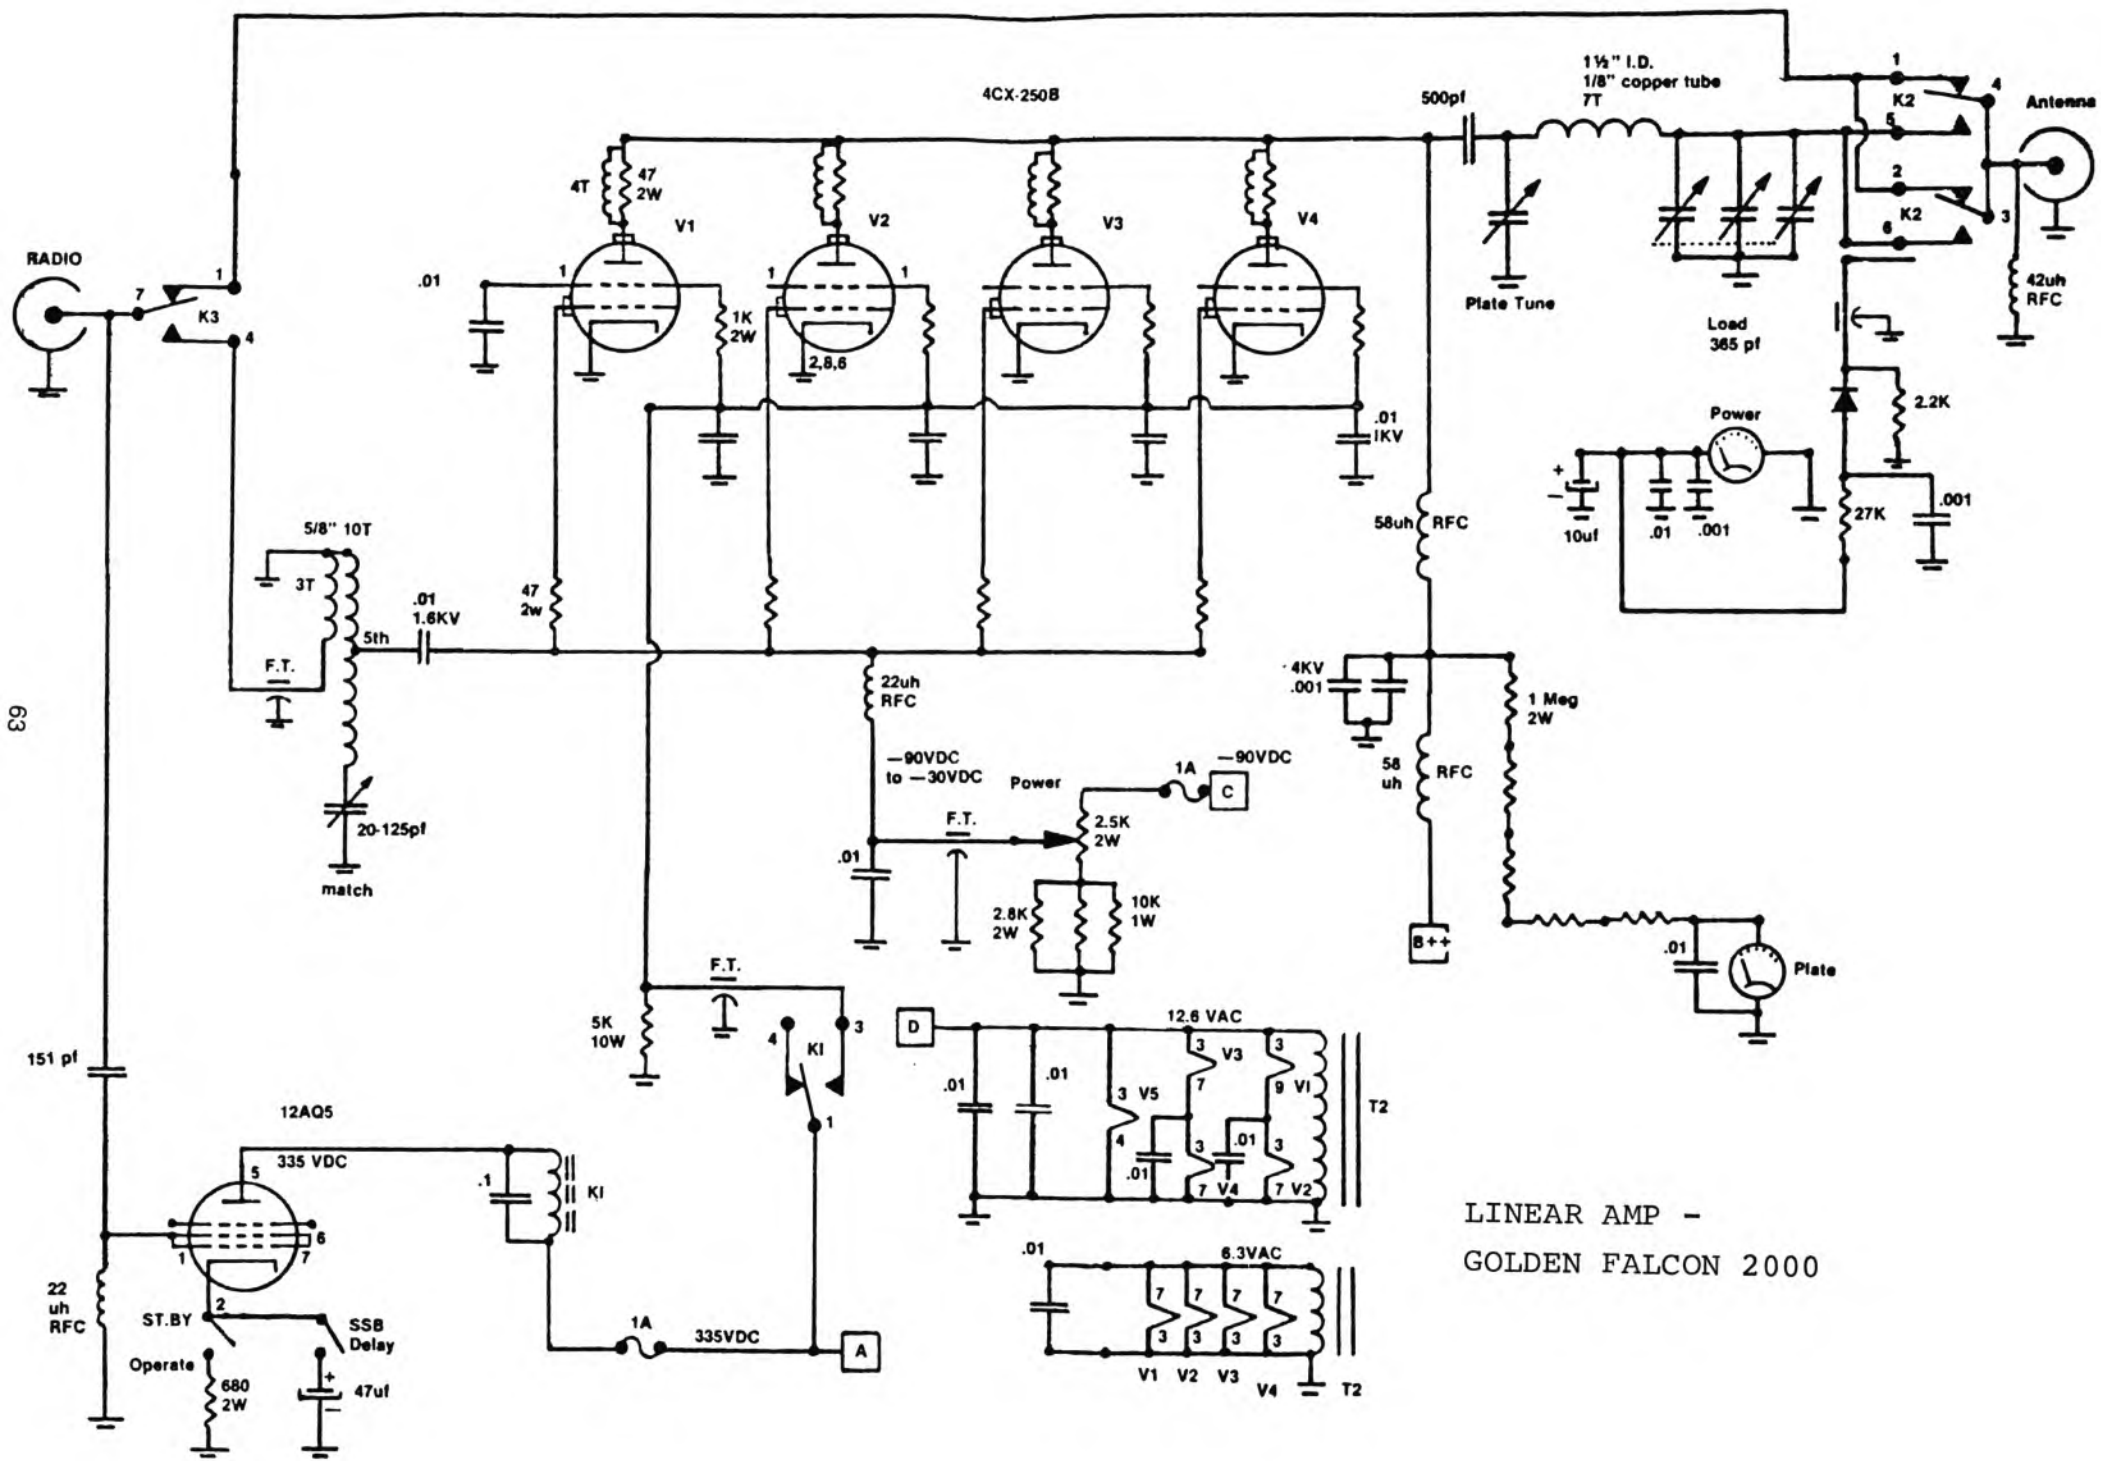 1½" I.D.
1/8" copper tube
7T
4CX-250B
500pf
1
K2
4
Antenna
5
2
K2
3
6
4T
47
2W
V1
V2
V3
V4
RADIO
7
1
K3
4
.01
1
1K
2W
1
1
2,8,6
1
1
Plate Tune
Load
365 pf
42uh
RFC
.01
1KV
Power
2.2K
+
–
10uf
.01
.001
27K
.001
58uh
RFC
5/8" 10T
3T
.01
1.6KV
5th
F.T.
47
2w
20-125pf
match
22uh
RFC
4KV
.001
1 Meg
2W
63
—90VDC
to —30VDC
Power
1A
—90VDC
C
58
uh
RFC
F.T.
2.5K
2W
.01
2.8K
2W
10K
1W
B++
.01
Plate
F.T.
5K
10W
4
K1
3
1
D
12.6 VAC
.01
.01
3
V5
4
3
V3
7
3
V1
9
.01
3
7
V4
.01
3
7
V2
T2
151 pf
12AQ5
335 VDC
5
.1
K1
1
6
7
22
uh
RFC
ST.BY
2
SSB
Delay
Operate
680
2W
+
–
47uf
1A
335VDC
A
.01
6.3VAC
7
7
7
7
3
3
3
3
V1
V2
V3
V4
T2
LINEAR AMP –
GOLDEN FALCON 2000